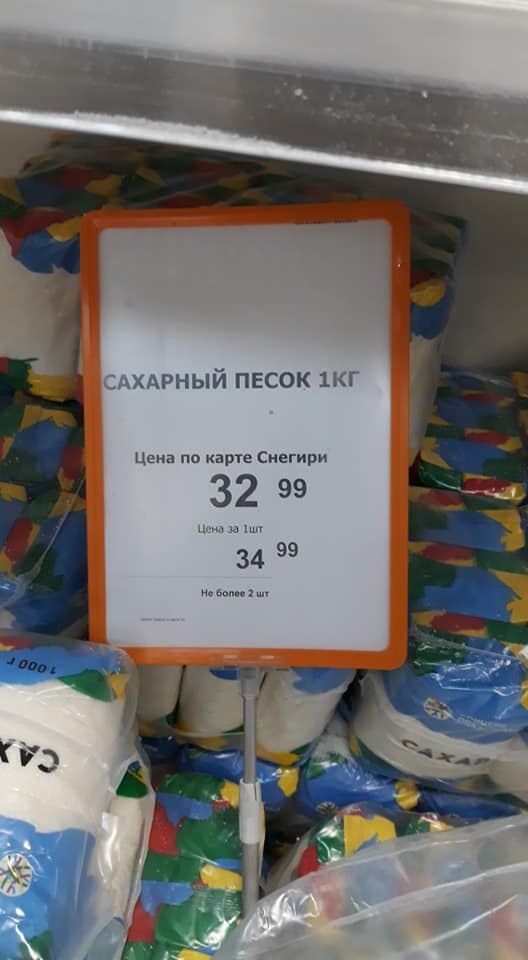 САХАРНЫЙ ПЕСОК 1КГ
Цена по карте Снегири
32 99
Цена за 1шт
34 99
Не более 2 шт
1 000 г
САХ
САХАР